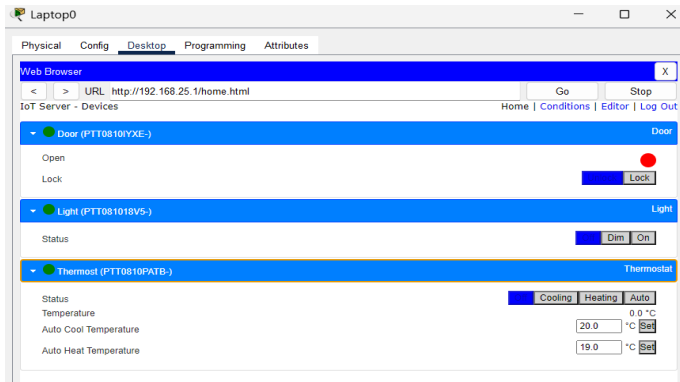 Laptop0
Physical Config Desktop Programming Attributes
Web Browser X
< > URL http://192.168.25.1/home.html Go Stop
IoT Server - Devices Home | Conditions | Editor | Log Out
Door (PTT0810IYXE-) Door
Open
Lock Lock
Light (PTT081018V5-) Light
Status Dim On
Thermost (PTT0810PATB-) Thermostat
Status Cooling Heating Auto
Temperature 0.0 °C
Auto Cool Temperature 20.0 °C Set
Auto Heat Temperature 19.0 °C Set